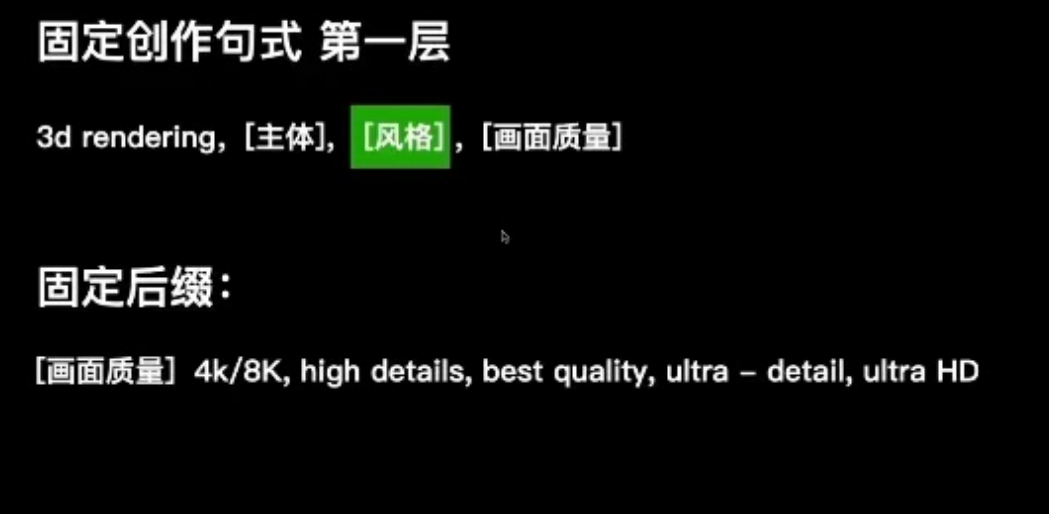 固定创作句式 第一层
3d rendering, [主体], [风格] , [画面质量]
固定后缀：
[画面质量] 4k/8K, high details, best quality, ultra – detail, ultra HD